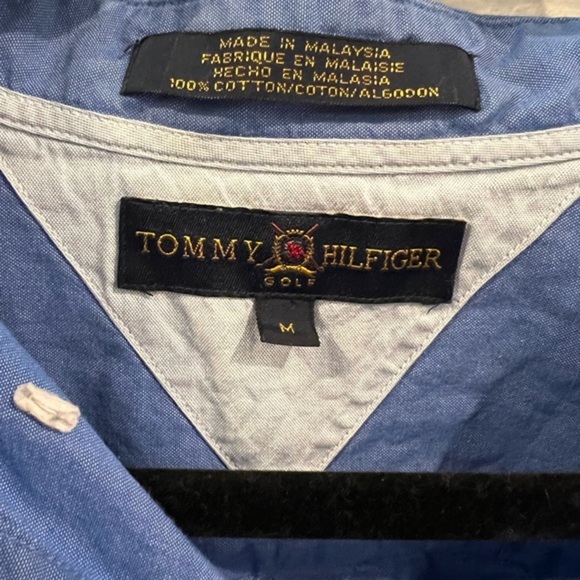 MADE IN MALAYSIA
FABRIQUE EN MALAISIE
HECHO EN MALASIA
100% COTTON/COTON/ALGODON
TOMMY HILFIGER
GOLF
M